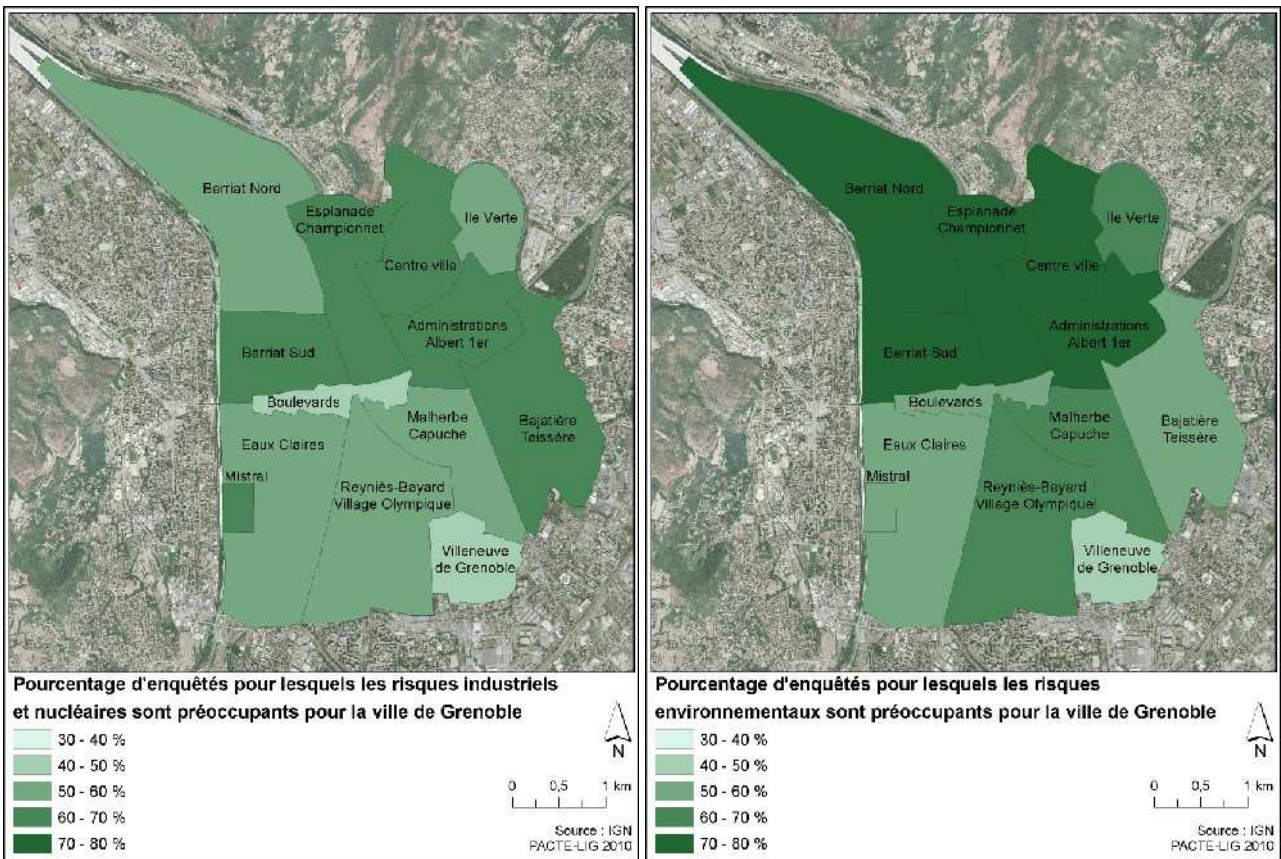 Berriat Nord
Esplanade
Championnet
Ile Verte
Centre ville
Administrations
Albert 1er
Berriat Sud
Boulevards
Malherbe
Capuche
Bajatière
Teissère
Eaux Claires
Mistral
Reyniès-Bayard
Village Olympique
Villeneuve
de Grenoble
Pourcentage d'enquêtés pour lesquels les risques industriels
et nucléaires sont préoccupants pour la ville de Grenoble
30 - 40 %
40 - 50 %
50 - 60 %
60 - 70 %
70 - 80 %
N
0 0,5 1 km
Source : IGN
PACTE-LIG 2010
Berriat Nord
Esplanade
Championnet
Ile Verte
Centre ville
Administrations
Albert 1er
Berriat Sud
Boulevards
Malherbe
Capuche
Bajatière
Teissère
Eaux Claires
Mistral
Reyniès-Bayard
Village Olympique
Villeneuve
de Grenoble
Pourcentage d'enquêtés pour lesquels les risques
environnementaux sont préoccupants pour la ville de Grenoble
30 - 40 %
40 - 50 %
50 - 60 %
60 - 70 %
70 - 80 %
N
0 0,5 1 km
Source : IGN
PACTE-LIG 2010